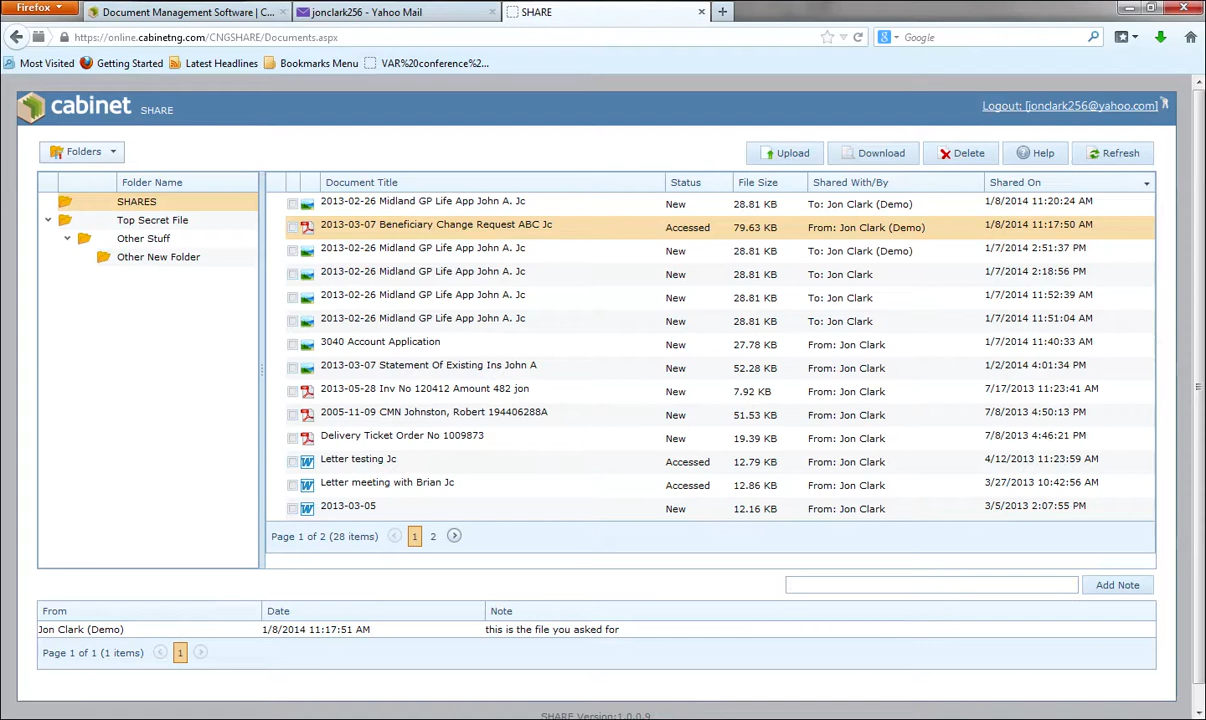 Firefox
Document Management Software | C...
jonclark256 - Yahoo Mail
SHARE
https://online.cabinetng.com/CNGSHARE/Documents.aspx
Google
Most Visited
Getting Started
Latest Headlines
Bookmarks Menu
VAR%20conference%2...
cabinet SHARE
Logout: [jonclark256@yahoo.com]
Folders
Upload
Download
Delete
Help
Refresh
Folder Name
SHARES
Top Secret File
Other Stuff
Other New Folder
Document Title Status File Size Shared With/By Shared On
2013-02-26 Midland GP Life App John A. Jc New 28.81 KB To: Jon Clark (Demo) 1/8/2014 11:20:24 AM
2013-03-07 Beneficiary Change Request ABC Jc Accessed 79.63 KB From: Jon Clark (Demo) 1/8/2014 11:17:50 AM
2013-02-26 Midland GP Life App John A. Jc New 28.81 KB To: Jon Clark (Demo) 1/7/2014 2:51:37 PM
2013-02-26 Midland GP Life App John A. Jc New 28.81 KB To: Jon Clark 1/7/2014 2:18:56 PM
2013-02-26 Midland GP Life App John A. Jc New 28.81 KB To: Jon Clark 1/7/2014 11:52:39 AM
2013-02-26 Midland GP Life App John A. Jc New 28.81 KB To: Jon Clark 1/7/2014 11:51:04 AM
3040 Account Application New 27.78 KB From: Jon Clark 1/7/2014 11:40:33 AM
2013-03-07 Statement Of Existing Ins John A New 52.28 KB From: Jon Clark 1/2/2014 4:01:34 PM
2013-05-28 Inv No 120412 Amount 482 jon New 7.92 KB From: Jon Clark 7/17/2013 11:23:41 AM
2005-11-09 CMN Johnston, Robert 194406288A New 51.53 KB From: Jon Clark 7/8/2013 4:50:13 PM
Delivery Ticket Order No 1009873 New 19.39 KB From: Jon Clark 7/8/2013 4:46:21 PM
Letter testing Jc Accessed 12.79 KB From: Jon Clark 4/12/2013 11:23:59 AM
Letter meeting with Brian Jc Accessed 12.86 KB From: Jon Clark 3/27/2013 10:42:56 AM
2013-03-05 New 12.16 KB From: Jon Clark 3/5/2013 2:07:55 PM
Page 1 of 2 (28 items) 1 2
Add Note
From Date Note
Jon Clark (Demo) 1/8/2014 11:17:51 AM this is the file you asked for
Page 1 of 1 (1 items) 1
SHARE Version:1.0.0.9